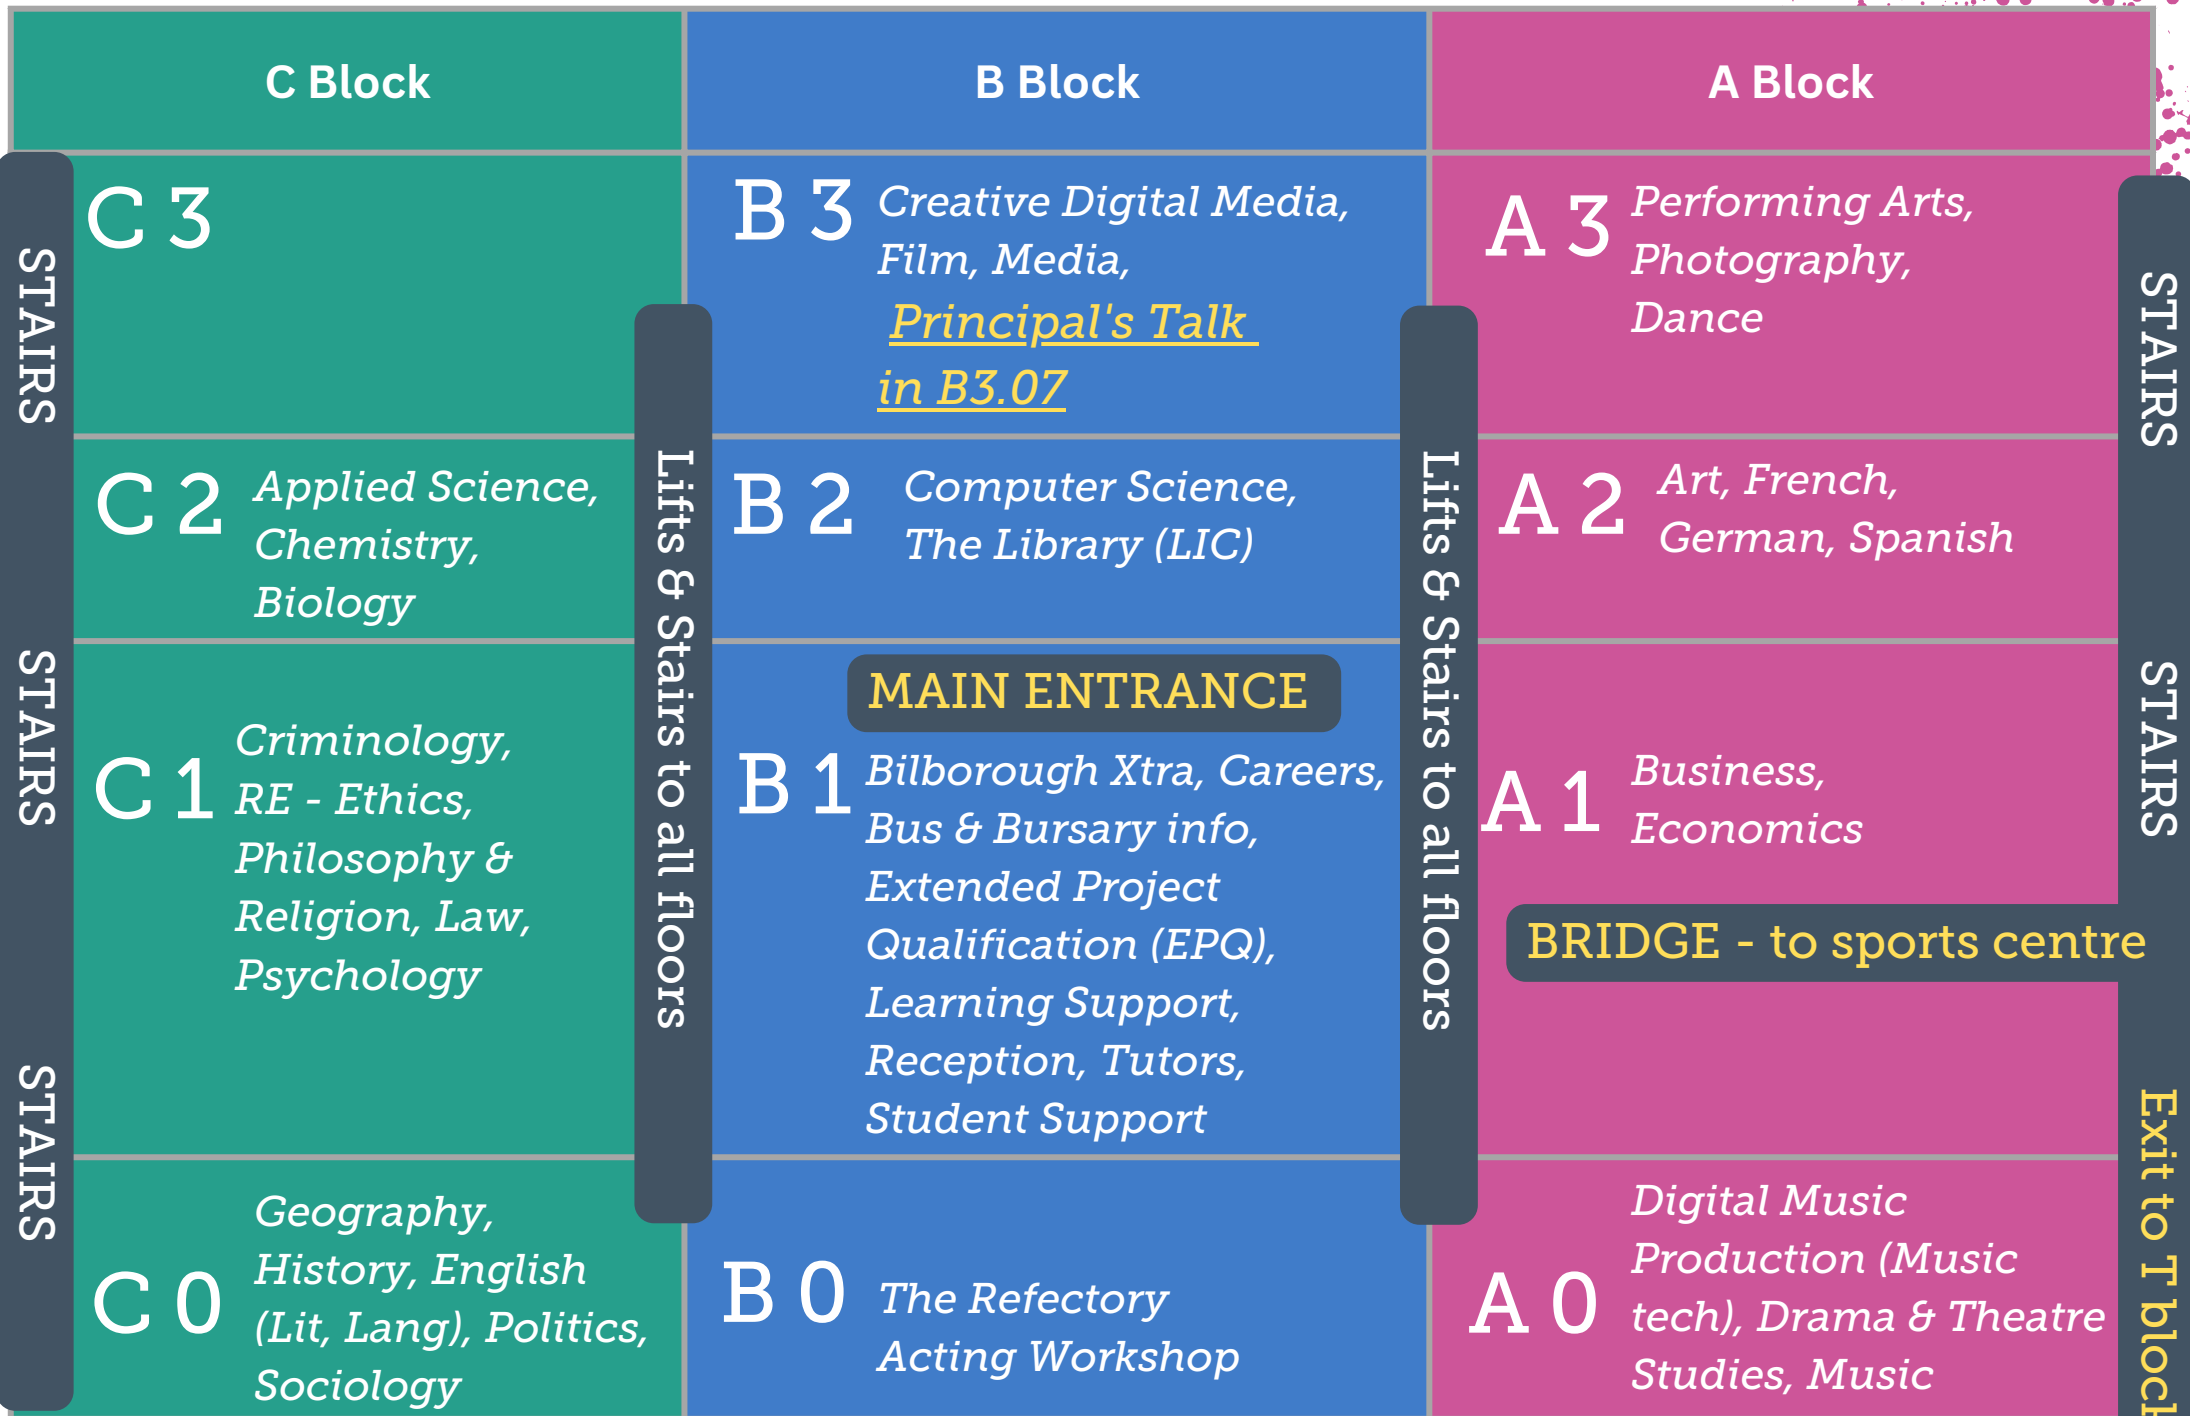 C Block
B Block
A Block
STAIRS
STAIRS
STAIRS
C 3
B 3
Creative Digital Media,
Film, Media,
Principal's Talk
in B3.07
A 3
Performing Arts,
Photography,
Dance
STAIRS
STAIRS
Exit to T block
Lifts & Stairs to all floors
Lifts & Stairs to all floors
C 2
Applied Science,
Chemistry,
Biology
B 2
Computer Science,
The Library (LIC)
A 2
Art, French,
German, Spanish
C 1
Criminology,
RE - Ethics,
Philosophy &
Religion, Law,
Psychology
MAIN ENTRANCE
B 1
Bilborough Xtra, Careers,
Bus & Bursary info,
Extended Project
Qualification (EPQ),
Learning Support,
Reception, Tutors,
Student Support
A 1
Business,
Economics
BRIDGE - to sports centre
C 0
Geography,
History, English
(Lit, Lang), Politics,
Sociology
B 0
The Refectory
Acting Workshop
A 0
Digital Music
Production (Music
tech), Drama & Theatre
Studies, Music